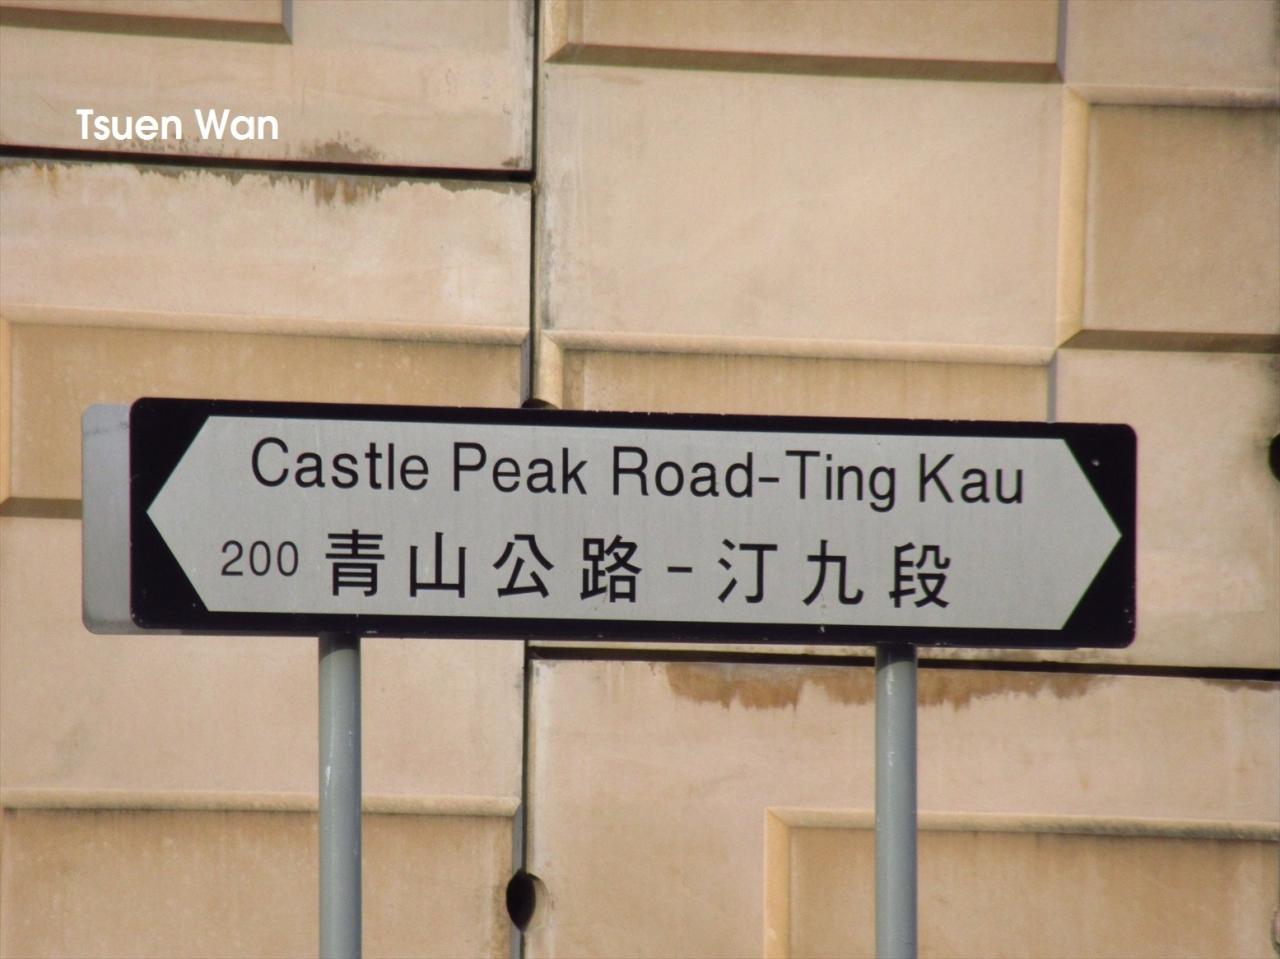 Tsuen Wan
Castle Peak Road-Ting Kau
200 青山公路-汀九段